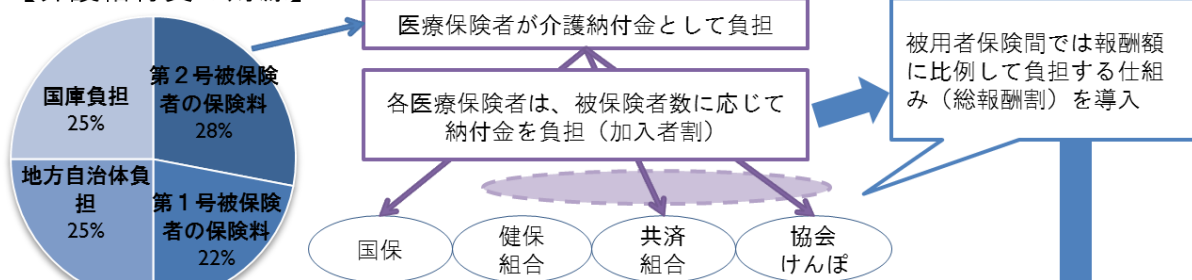 医療保険者が介護納付金として負担
被用者保険間では報酬額
に比例して負担する仕組
み（総報酬割）を導入
第２号被保険
者の保険料
28%
国庫負担
25%
各医療保険者は、被保険者数に応じて
納付金を負担（加入者割）
地方自治体負
担
25%
第１号被保険
者の保険料
22%
国保
健保
組合
共済
組合
協会
けんぽ